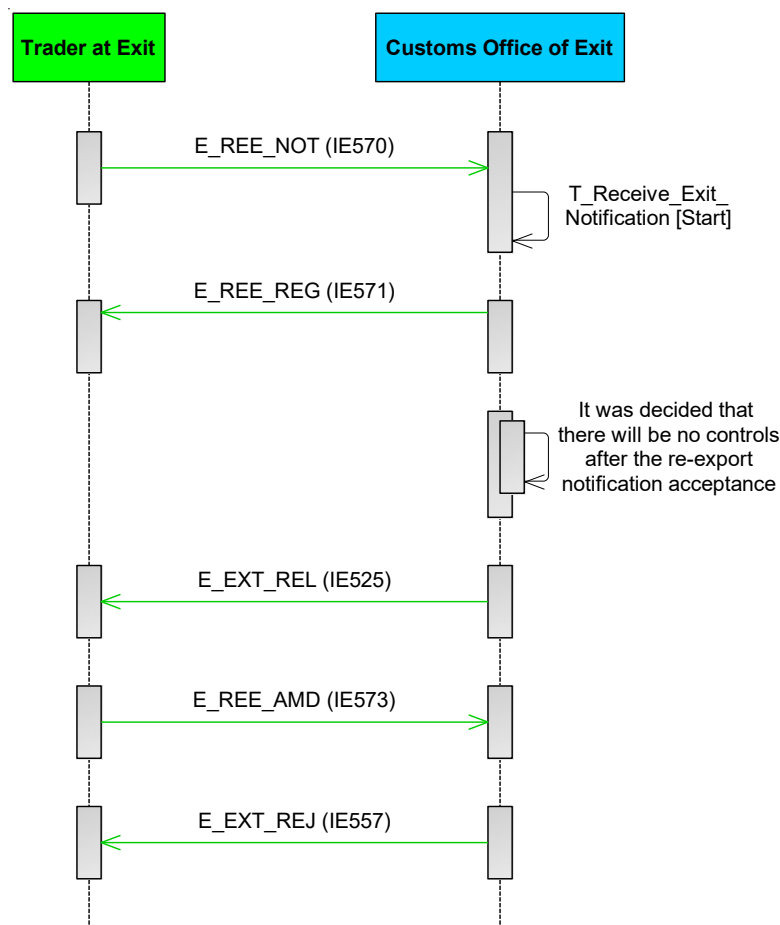 Trader at Exit
Customs Office of Exit
E_REE_NOT (IE570)
T_Receive_Exit_
Notification [Start]
E_REE_REG (IE571)
It was decided that
there will be no controls
after the re-export
notification acceptance
E_EXT_REL (IE525)
E_REE_AMD (IE573)
E_EXT_REJ (IE557)